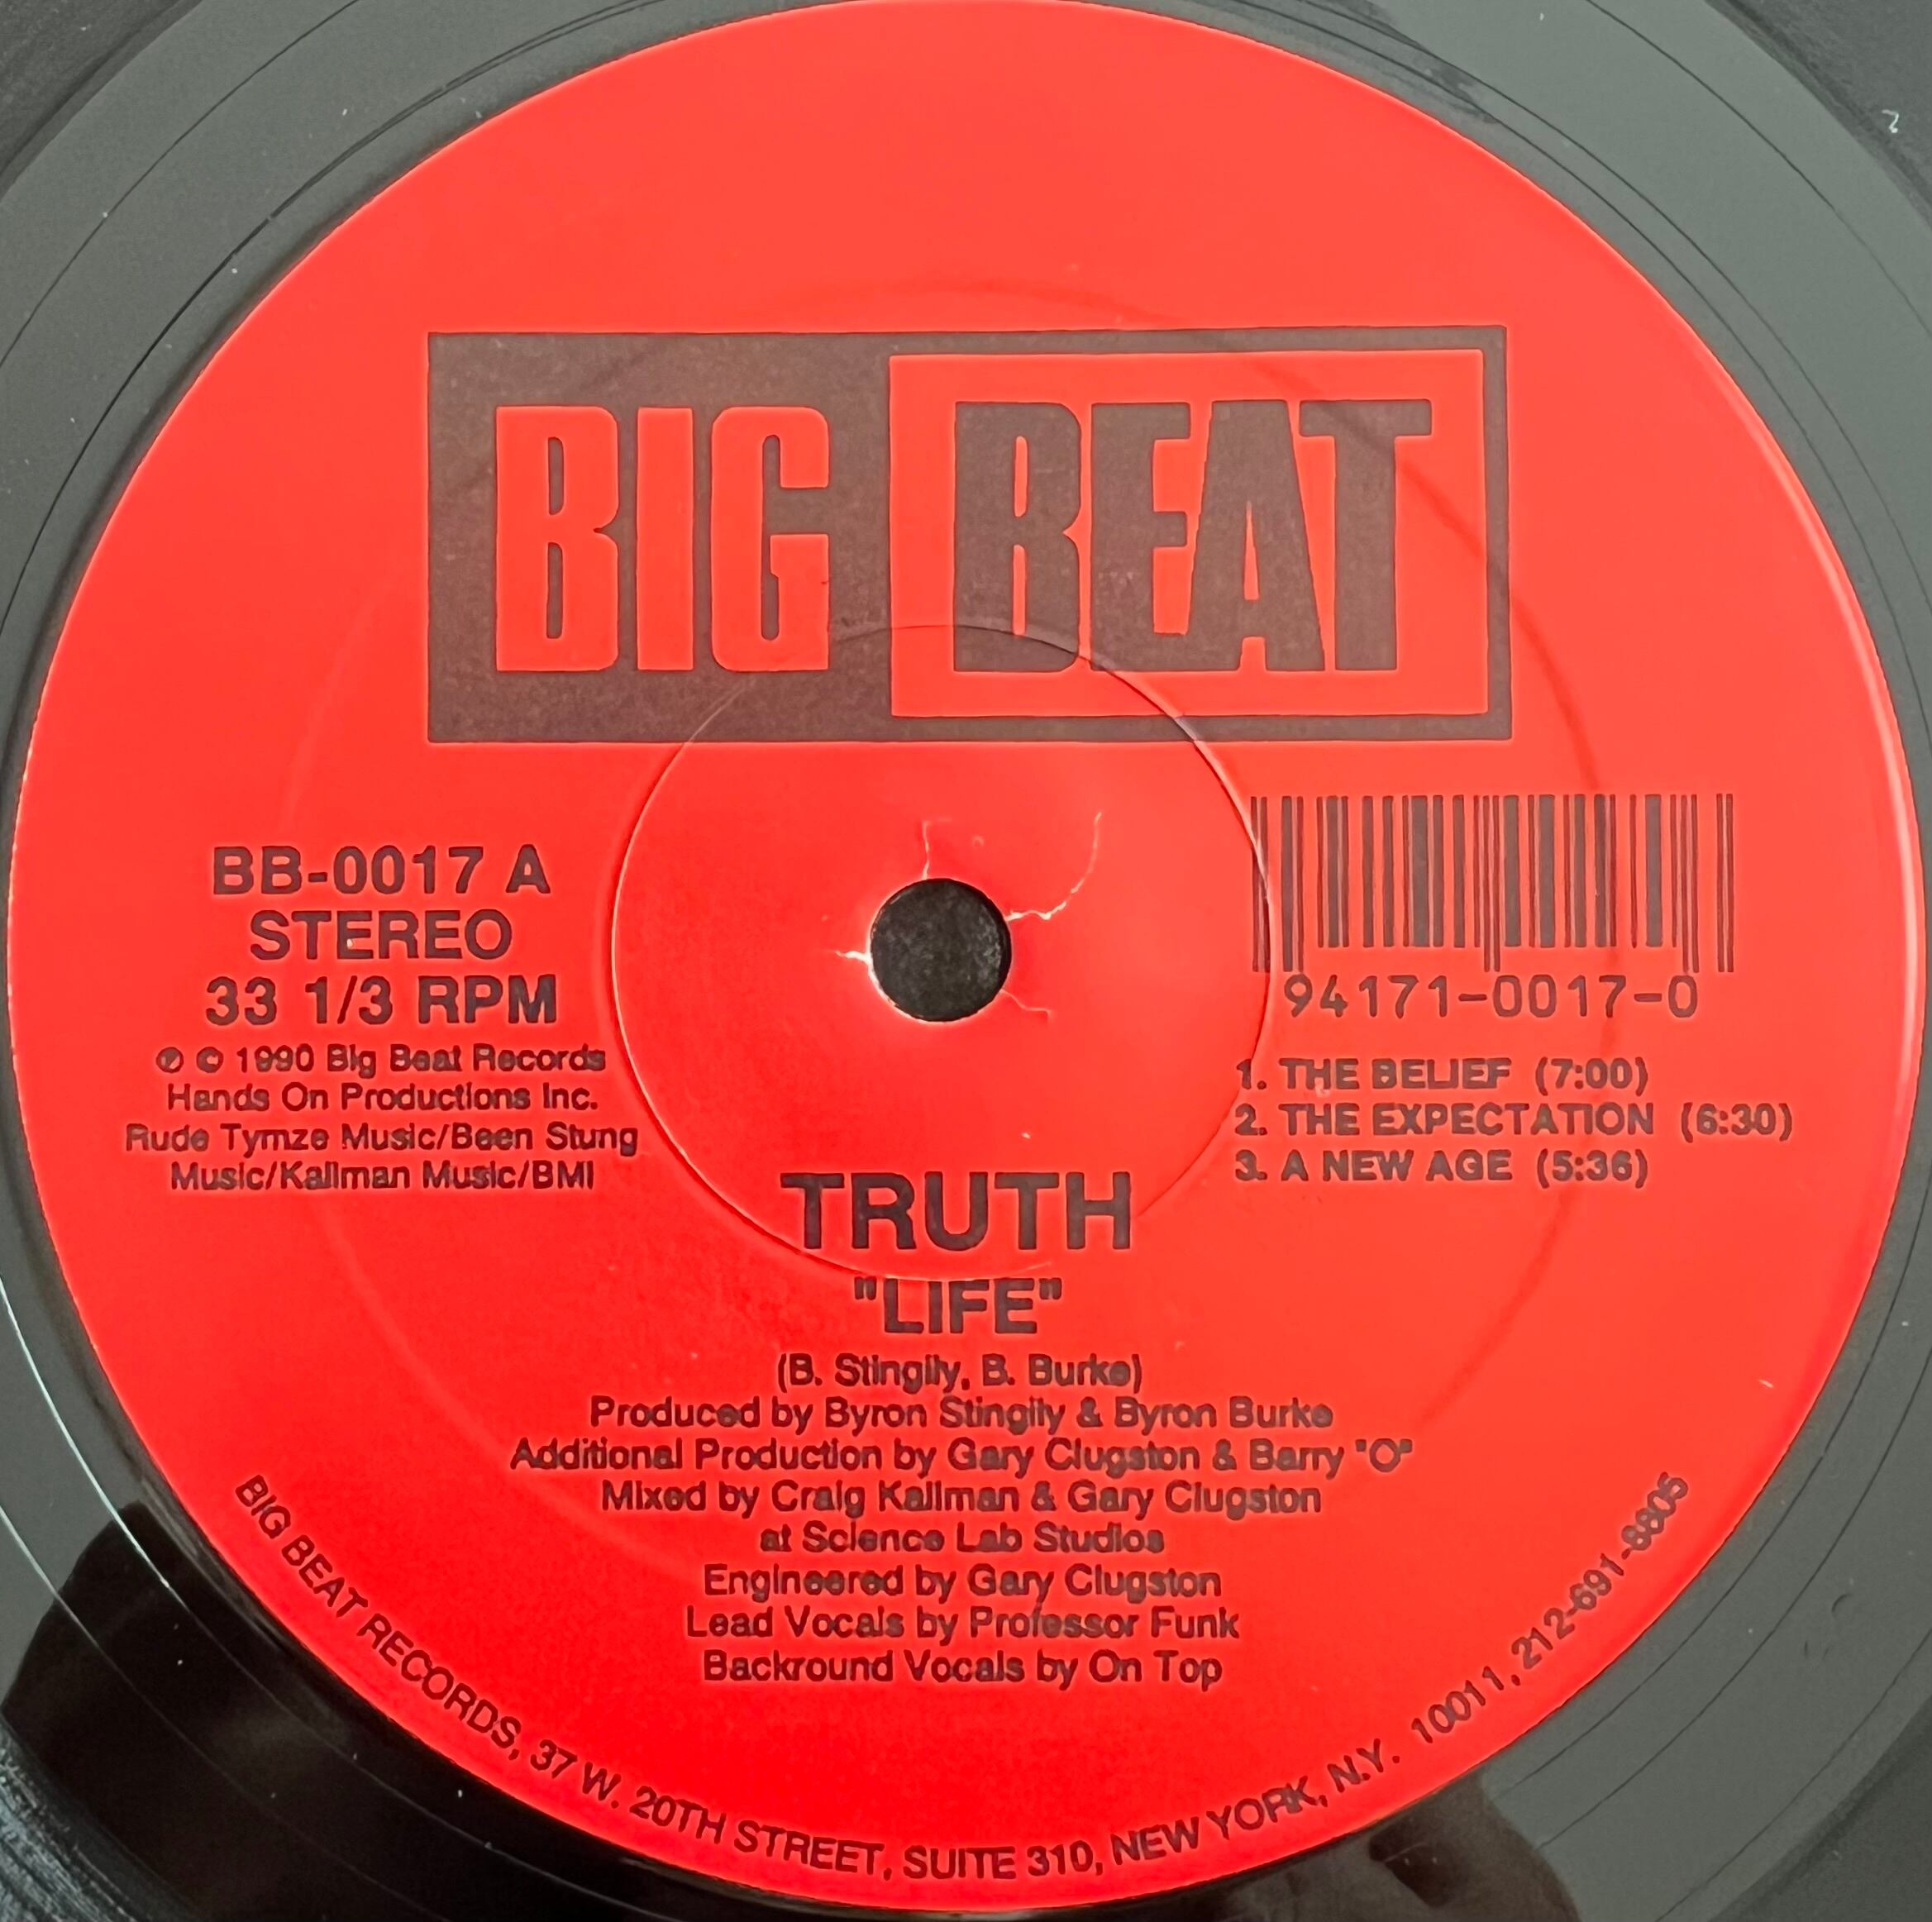 BIG BEAT
BB-0017 A
STEREO
33 1/3 RPM
℗ © 1990 Big Beat Records
Hands On Productions Inc.
Rude Tymze Music/Been Stung
Music/Kallman Music/BMI
94171-0017-0
1. THE BELIEF (7:00)
2. THE EXPECTATION (6:30)
3. A NEW AGE (5:36)
TRUTH
"LIFE"
(B. Stingily, B. Burke)
Produced by Byron Stingily & Byron Burke
Additional Production by Gary Clugston & Barry "O"
Mixed by Craig Kallman & Gary Clugston
at Science Lab Studios
Engineered by Gary Clugston
Lead Vocals by Professor Funk
Backround Vocals by On Top
BIG BEAT RECORDS, 37 W. 20TH STREET, SUITE 310, NEW YORK, N.Y. 10011, 212-691-8805